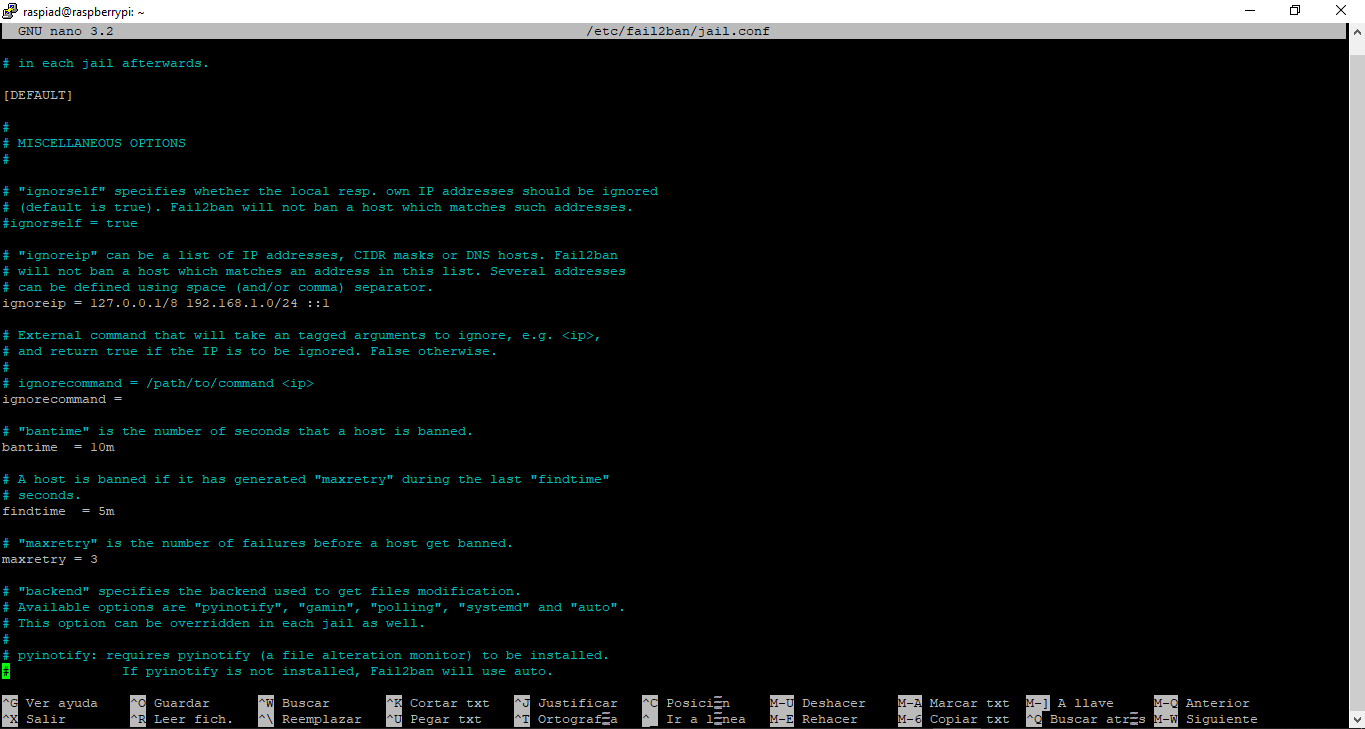 raspiad@raspberrypi: ~
GNU nano 3.2 /etc/fail2ban/jail.conf
# in each jail afterwards.
[DEFAULT]
#
# MISCELLANEOUS OPTIONS
#
# "ignorself" specifies whether the local resp. own IP addresses should be ignored
# (default is true). Fail2ban will not ban a host which matches such addresses.
#ignorself = true
# "ignoreip" can be a list of IP addresses, CIDR masks or DNS hosts. Fail2ban
# will not ban a host which matches an address in this list. Several addresses
# can be defined using space (and/or comma) separator.
ignoreip = 127.0.0.1/8 192.168.1.0/24 ::1
# External command that will take an tagged arguments to ignore, e.g. <ip>,
# and return true if the IP is to be ignored. False otherwise.
#
# ignorecommand = /path/to/command <ip>
ignorecommand =
# "bantime" is the number of seconds that a host is banned.
bantime  = 10m
# A host is banned if it has generated "maxretry" during the last "findtime"
# seconds.
findtime  = 5m
# "maxretry" is the number of failures before a host get banned.
maxretry = 3
# "backend" specifies the backend used to get files modification.
# Available options are "pyinotify", "gamin", "polling", "systemd" and "auto".
# This option can be overridden in each jail as well.
#
# pyinotify: requires pyinotify (a file alteration monitor) to be installed.
#              If pyinotify is not installed, Fail2ban will use auto.
^G Ver ayuda ^O Guardar ^W Buscar ^K Cortar txt ^J Justificar ^C Posici▒n M-U Deshacer M-A Marcar txt M-] A llave M-Q Anterior
^X Salir ^R Leer fich. ^\ Reemplazar ^U Pegar txt ^T Ortograf▒a ^_ Ir a l▒nea M-E Rehacer M-6 Copiar txt ^Q Buscar atr▒s M-W Siguiente